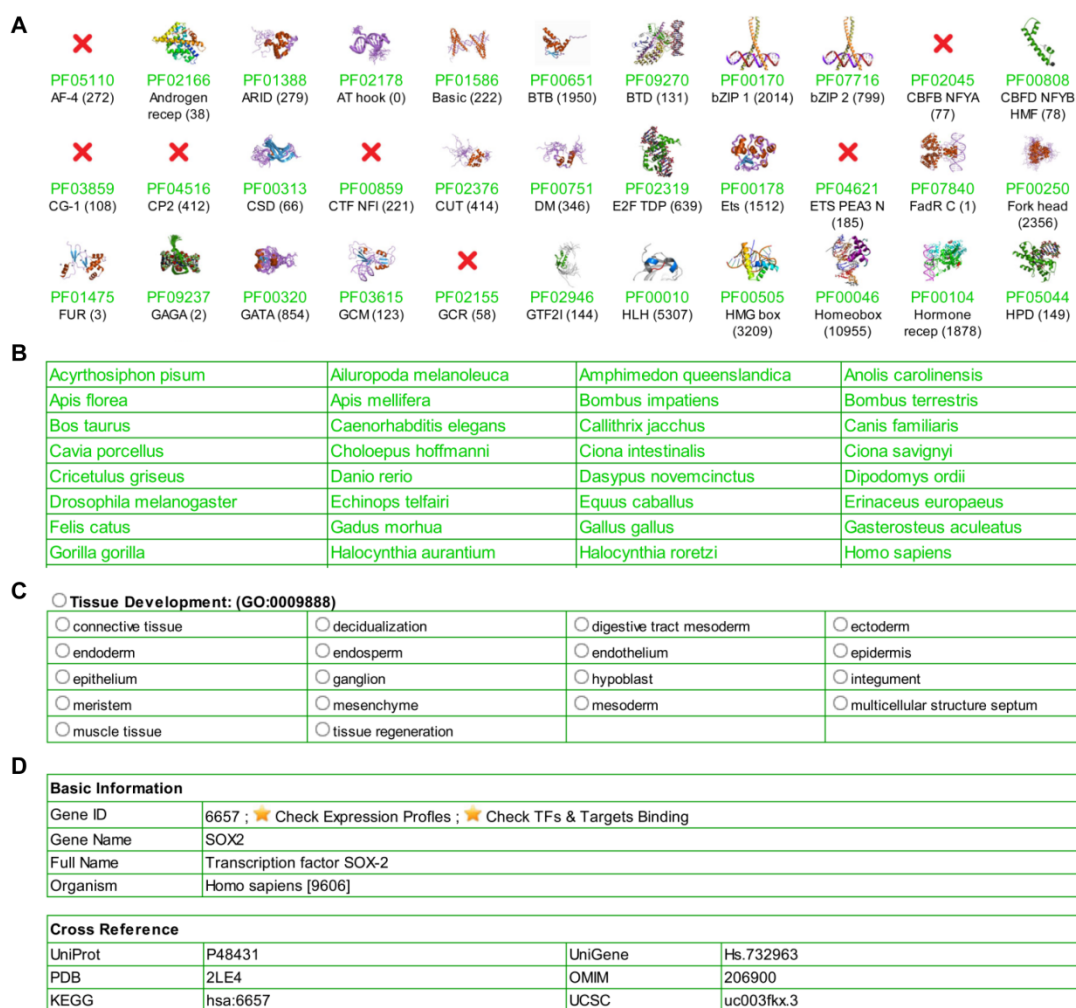 A
PF05110 PF02166 PF01388 PF02178 PF01586 PF00651 PF09270 PF00170 PF07716 PF02045 PF00808
AF-4 (272) Androgen ARID (279) AT hook (0) Basic (222) BTB (1950) BTD (131) bZIP 1 (2014) bZIP 2 (799) CBFB NFYA CBFD NFYB
recep (38) (77) HMF (78)
PF03859 PF04516 PF00313 PF00859 PF02376 PF00751 PF02319 PF00178 PF04621 PF07840 PF00250
CG-1 (108) CP2 (412) CSD (66) CTF NFI (221) CUT (414) DM (346) E2F TDP (639) Ets (1512) ETS PEA3 N FadR C (1) Fork head
(185) (2356)
PF01475 PF09237 PF00320 PF03615 PF02155 PF02946 PF00010 PF00505 PF00046 PF00104 PF05044
FUR (3) GAGA (2) GATA (854) GCM (123) GCR (58) GTF2I (144) HLH (5307) HMG box Homeobox Hormone HPD (149)
(3209) (10955) recep (1878)
B
Acyrthosiphon pisum Ailuropoda melanoleuca Amphimedon queenslandica Anolis carolinensis
Apis florea Apis mellifera Bombus impatiens Bombus terrestris
Bos taurus Caenorhabditis elegans Callithrix jacchus Canis familiaris
Cavia porcellus Choloepus hoffmanni Ciona intestinalis Ciona savignyi
Cricetulus griseus Danio rerio Dasypus novemcinctus Dipodomys ordii
Drosophila melanogaster Echinops telfairi Equus caballus Erinaceus europaeus
Felis catus Gadus morhua Gallus gallus Gasterosteus aculeatus
Gorilla gorilla Halocynthia aurantium Halocynthia roretzi Homo sapiens
C
Tissue Development: (GO:0009888)
connective tissue decidualization digestive tract mesoderm ectoderm
endoderm endosperm endothelium epidermis
epithelium ganglion hypoblast integument
meristem mesenchyme mesoderm multicellular structure septum
muscle tissue tissue regeneration
D
Basic Information
Gene ID 6657 ; Check Expression Profles ; Check TFs & Targets Binding
Gene Name SOX2
Full Name Transcription factor SOX-2
Organism Homo sapiens [9606]
Cross Reference
UniProt P48431 UniGene Hs.732963
PDB 2LE4 OMIM 206900
KEGG hsa:6657 UCSC uc003fkx.3